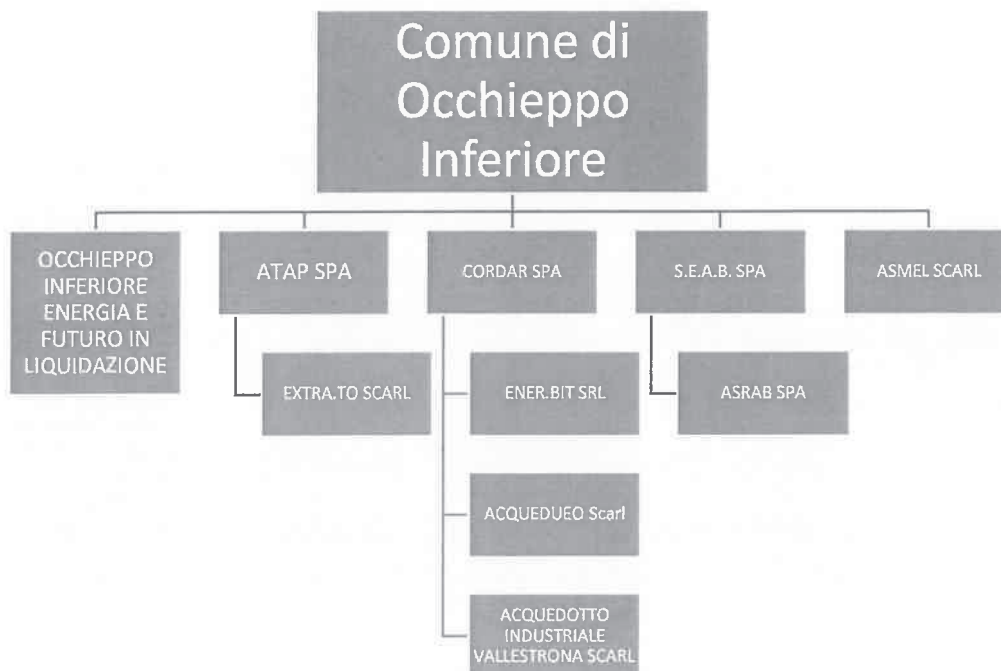 Comune di
Occhieppo
Inferiore
OCCHIEPPO
INFERIORE
ENERGIA E
FUTURO IN
LIQUIDAZIONE
ATAP SPA
CORDAR SPA
S.E.A.B. SPA
ASMEL SCARL
EXTRA.TO SCARL
ENER.BIT SRL
ASRAB SPA
ACQUEDUEO Scarl
ACQUEDOTTO
INDUSTRIALE
VALLESTRONA SCARL